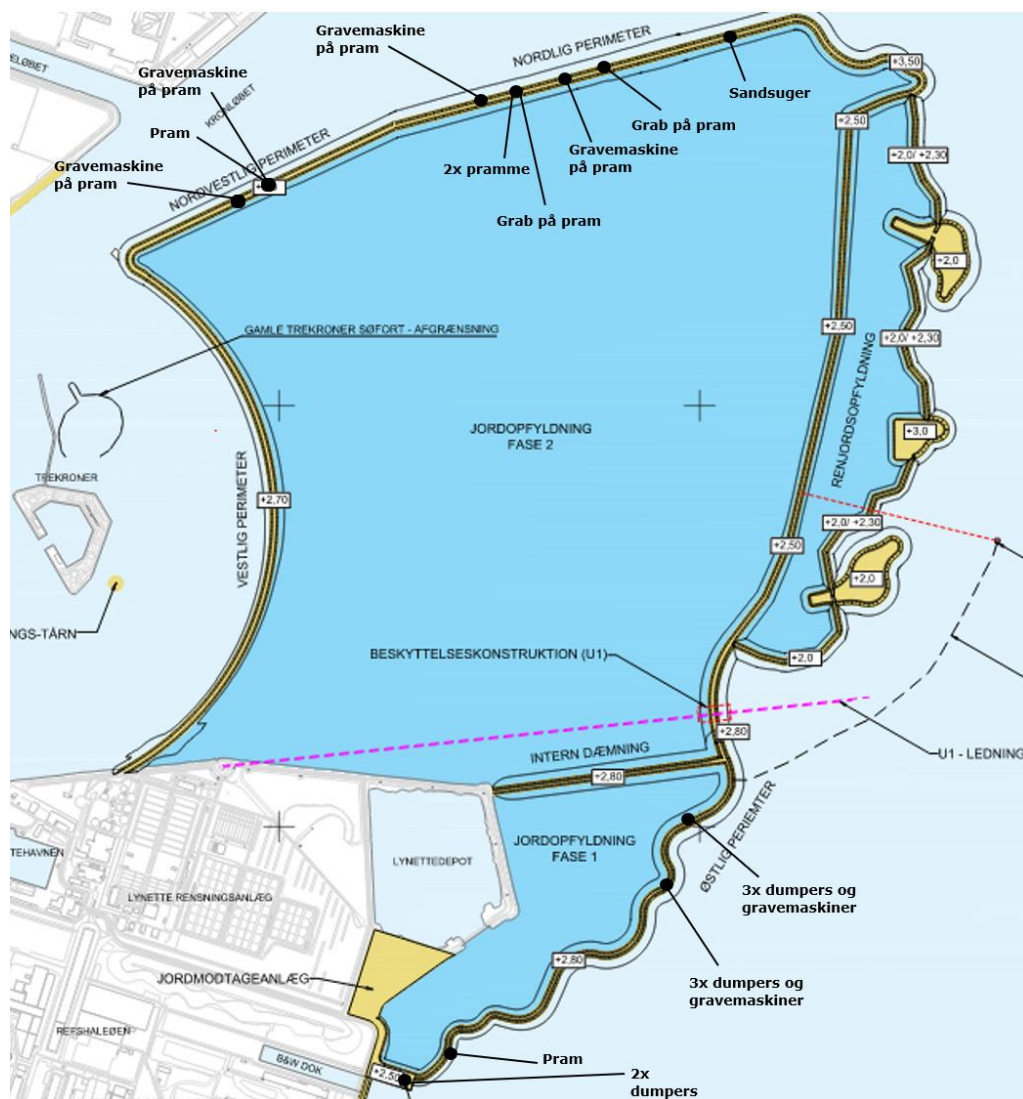 Gravemaskine
på pram
NORDLIG PERIMETER
Gravemaskine
på pram
KRONLØBET
+3,50
Sandsuger
+2,50
Pram
Grab på pram
Gravemaskine
på pram
NORDVESTLIG PERIMETER
2x pramme
Gravemaskine
på pram
+2,0/ +2,30
Grab på pram
+2,0
GAMLE TREKRONER SØFORT - AFGRÆNSNING
+2,50
+2,0/ +2,30
RENJORDSOPFYLDNING
JORDOPFYLDNING
FASE 2
+3,0
TREKRONER
VESTLIG PERIMETER
+2,70
+2,0/ +2,30
+2,50
+2,0
NGS-TÅRN
BESKYTTELSESKONSTRUKTION (U1)
+2,0
+2,80
INTERN DÆMNING
U1 - LEDNING
+2,80
ØSTLIG PERIEMTER
JORDOPFYLDNING
FASE 1
TEHAVNEN
LYNETTEDEPOT
LYNETTE RENSNINGSANLÆG
3x dumpers og
gravemaskiner
+2,80
JORDMODTAGEANLÆG
3x dumpers og
gravemaskiner
REFSHALEØEN
B&W DOK
Pram
+2,50
2x
dumpers